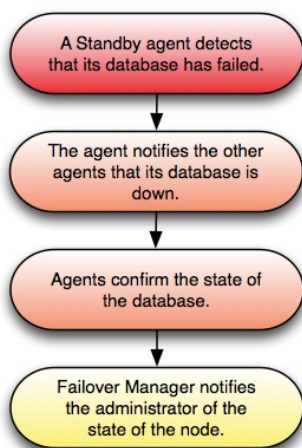 A Standby agent detects
that its database has failed.
The agent notifies the other
agents that its database is
down.
Agents confirm the state of
the database.
Failover Manager notifies
the administrator of the
state of the node.